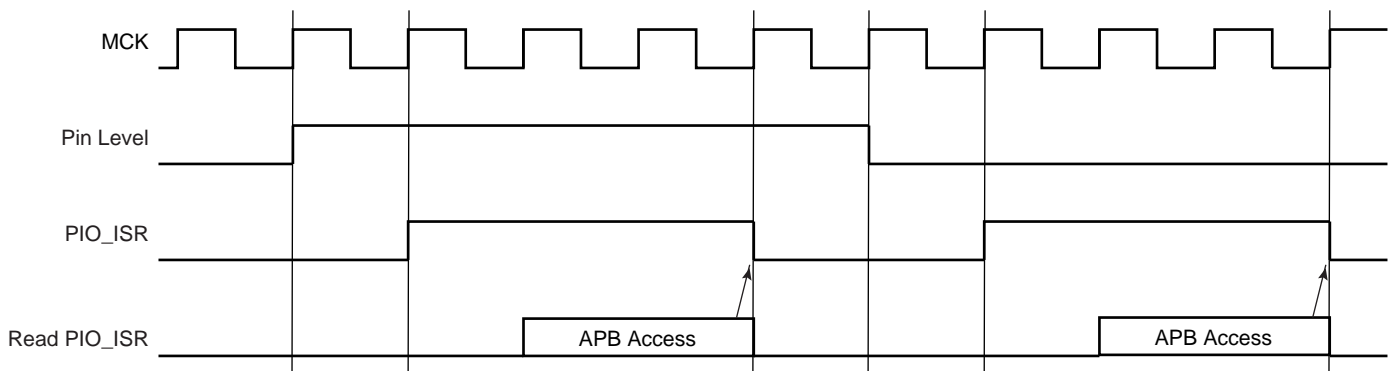 MCK
Pin Level
PIO_ISR
Read PIO_ISR
APB Access
APB Access